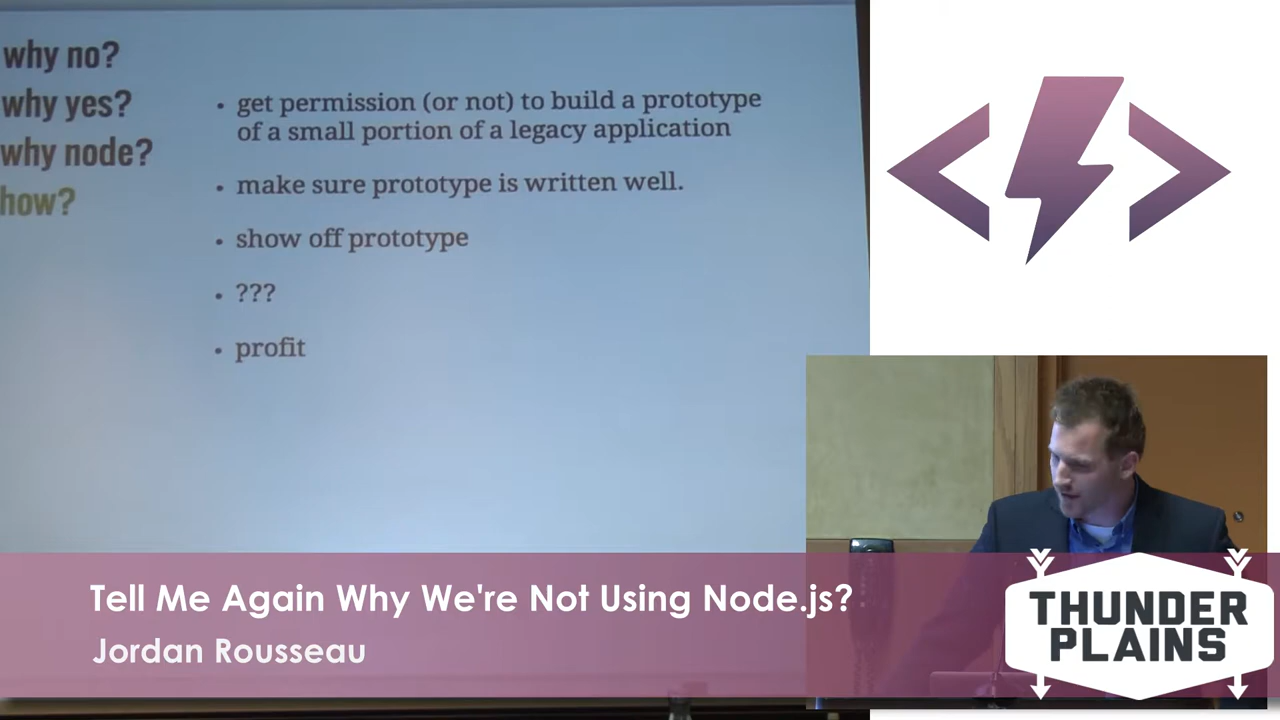 why no?
why yes?
why node?
how?
• get permission (or not) to build a prototype
of a small portion of a legacy application
• make sure prototype is written well.
• show off prototype
• ???
• profit
Tell Me Again Why We're Not Using Node.js?
Jordan Rousseau
THUNDER
PLAINS